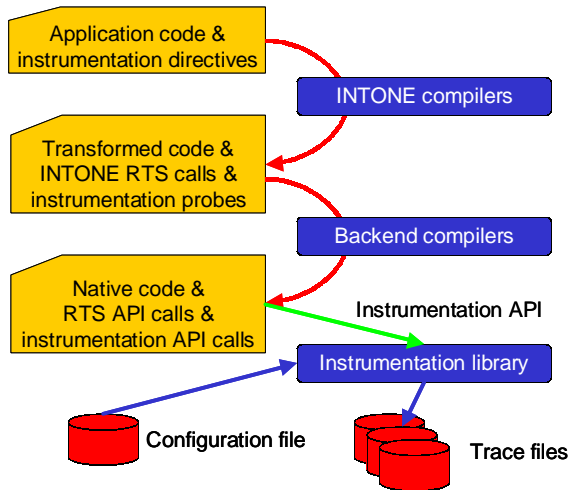 Application code &
instrumentation directives
INTONE compilers
Transformed code &
INTONE RTS calls &
instrumentation probes
Backend compilers
Native code &
RTS API calls &
instrumentation API calls
Instrumentation API
Instrumentation library
Configuration file
Trace files